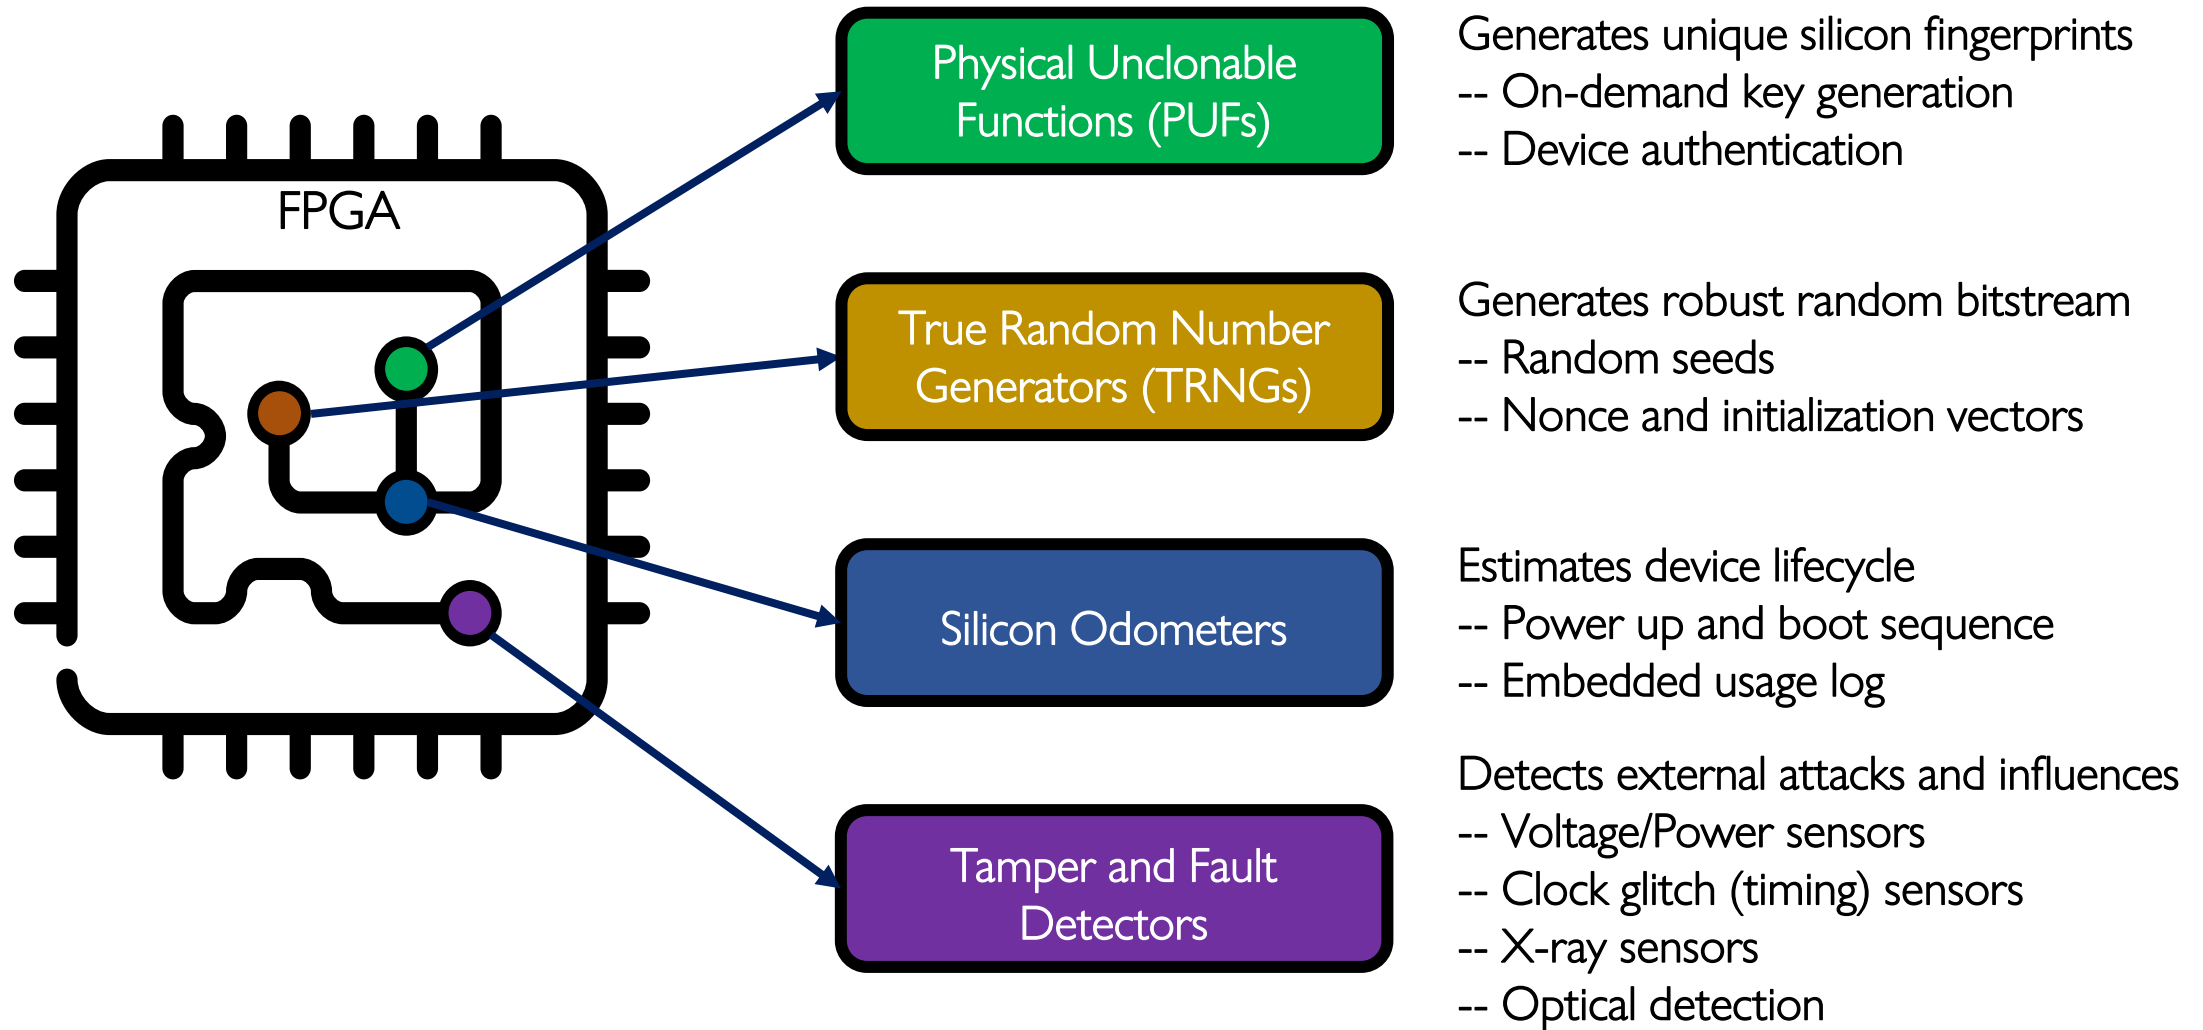 FPGA
Physical Unclonable
Functions (PUFs)
Generates unique silicon fingerprints
-- On-demand key generation
-- Device authentication
True Random Number
Generators (TRNGs)
Generates robust random bitstream
-- Random seeds
-- Nonce and initialization vectors
Silicon Odometers
Estimates device lifecycle
-- Power up and boot sequence
-- Embedded usage log
Tamper and Fault
Detectors
Detects external attacks and influences
-- Voltage/Power sensors
-- Clock glitch (timing) sensors
-- X-ray sensors
-- Optical detection